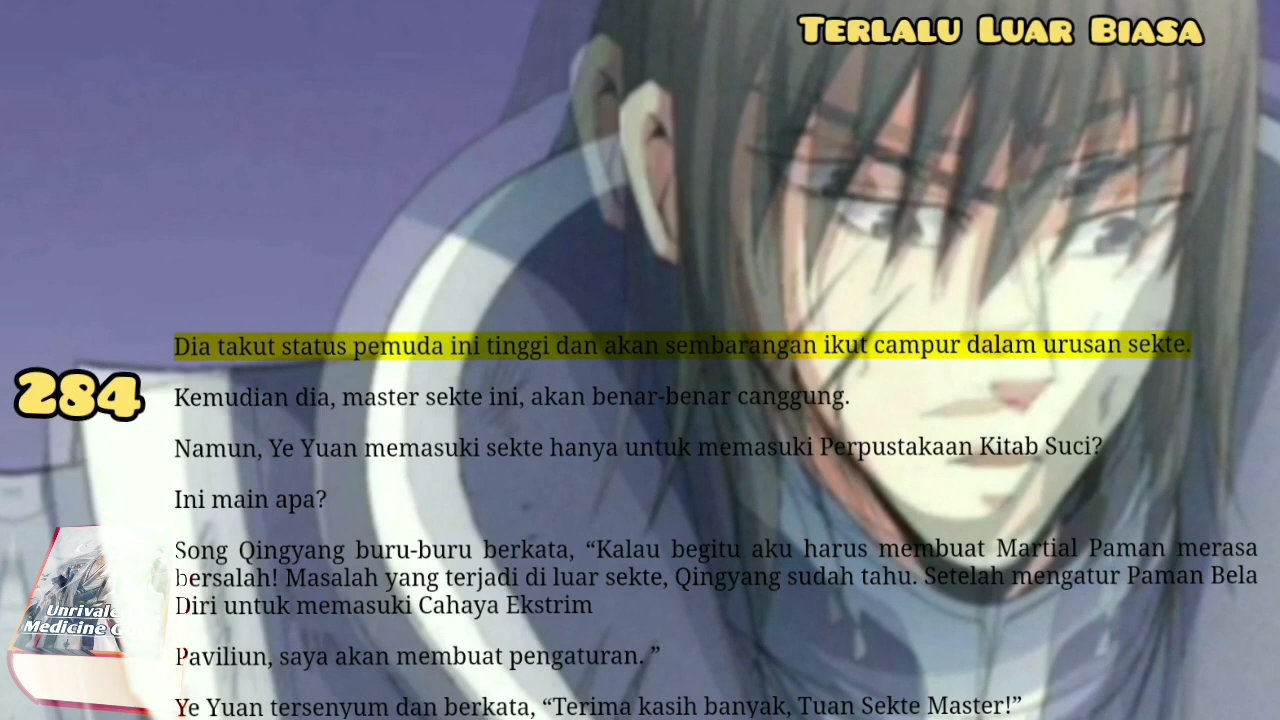 Terlalu Luar Biasa
Dia takut status pemuda ini tinggi dan akan sembarangan ikut campur dalam urusan sekte.
284
Kemudian dia, master sekte ini, akan benar-benar canggung.
Namun, Ye Yuan memasuki sekte hanya untuk memasuki Perpustakaan Kitab Suci?
Ini main apa?
Song Qingyang buru-buru berkata, “Kalau begitu aku harus membuat Martial Paman merasa
bersalah! Masalah yang terjadi di luar sekte, Qingyang sudah tahu. Setelah mengatur Paman Bela
Diri untuk memasuki Cahaya Ekstrim
Paviliun, saya akan membuat pengaturan. ”
Ye Yuan tersenyum dan berkata, “Terima kasih banyak, Tuan Sekte Master!”
Medicine